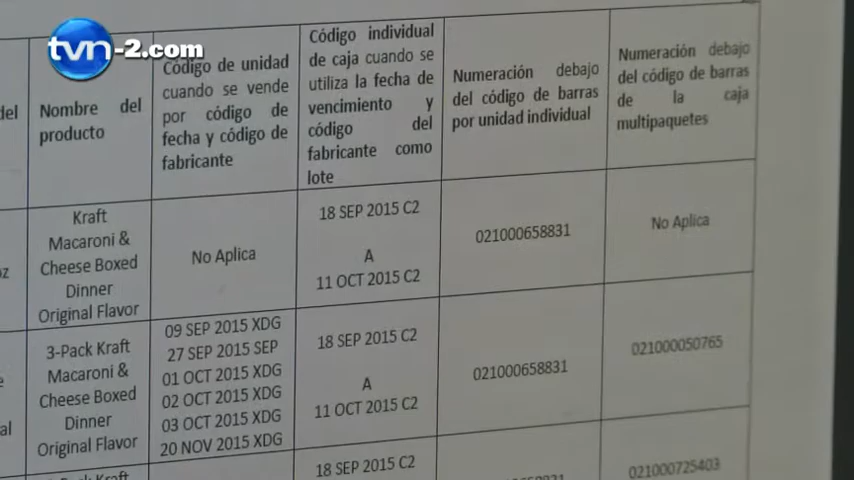 tvn-2.com
del
Nombre del
producto
Código de unidad
cuando se vende
por código de
fecha y código de
fabricante
Código individual
de caja cuando se
utiliza la fecha de
vencimiento y
código del
fabricante como
lote
Numeración debajo
del código de barras
por unidad individual
Numeración debajo
del código de barras
de la caja
multipaquetes
oz
Kraft
Macaroni &
Cheese Boxed
Dinner
Original Flavor
No Aplica
18 SEP 2015 C2
A
11 OCT 2015 C2
021000658831
No Aplica
e
al
3-Pack Kraft
Macaroni &
Cheese Boxed
Dinner
Original Flavor
09 SEP 2015 XDG
27 SEP 2015 SEP
01 OCT 2015 XDG
02 OCT 2015 XDG
03 OCT 2015 XDG
20 NOV 2015 XDG
18 SEP 2015 C2
A
11 OCT 2015 C2
021000658831
021000050765
Kraft
18 SEP 2015 C2
021000725403